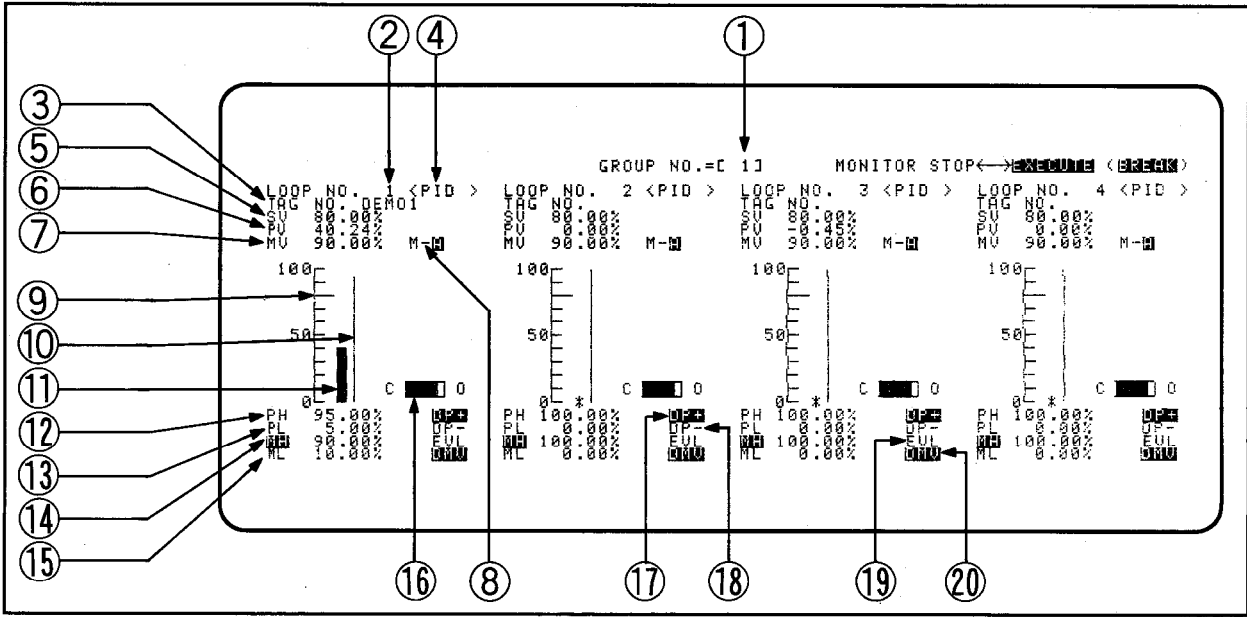 ② ④ ①
③
⑤
⑥
⑦
⑨
⑩
⑪
⑫
⑬
⑭
⑮
GROUP NO.=[ 1] MONITOR STOP←→EXECUTE (BREAK)
LOOP NO. 1 <PID >
TAG NO. DEMO1
SV 80.00%
PV 40.24%
MV 90.00% M-A
100
50
0
C O
PH 95.00% DP+
PL 5.00% DP-
MH 90.00% EVL
ML 10.00% DMV
LOOP NO. 2 <PID >
TAG NO.
SV 80.00%
PV 0.00%
MV 90.00% M-A
100
50
0 *
C O
PH 100.00% DP+
PL 0.00% DP-
MH 100.00% EVL
ML 0.00% DMV
LOOP NO. 3 <PID >
TAG NO.
SV 80.00%
PV -0.45%
MV 90.00% M-A
100
50
0 *
C O
PH 100.00% DP+
PL 0.00% DP-
MH 100.00% EVL
ML 0.00% DMV
LOOP NO. 4 <PID >
TAG NO.
SV 80.00%
PV 0.00%
MV 90.00% M-A
100
50
0 *
C O
PH 100.00% DP+
PL 0.00% DP-
MH 100.00% EVL
ML 0.00% DMV
⑯ ⑧ ⑰ ⑱ ⑲ ⑳